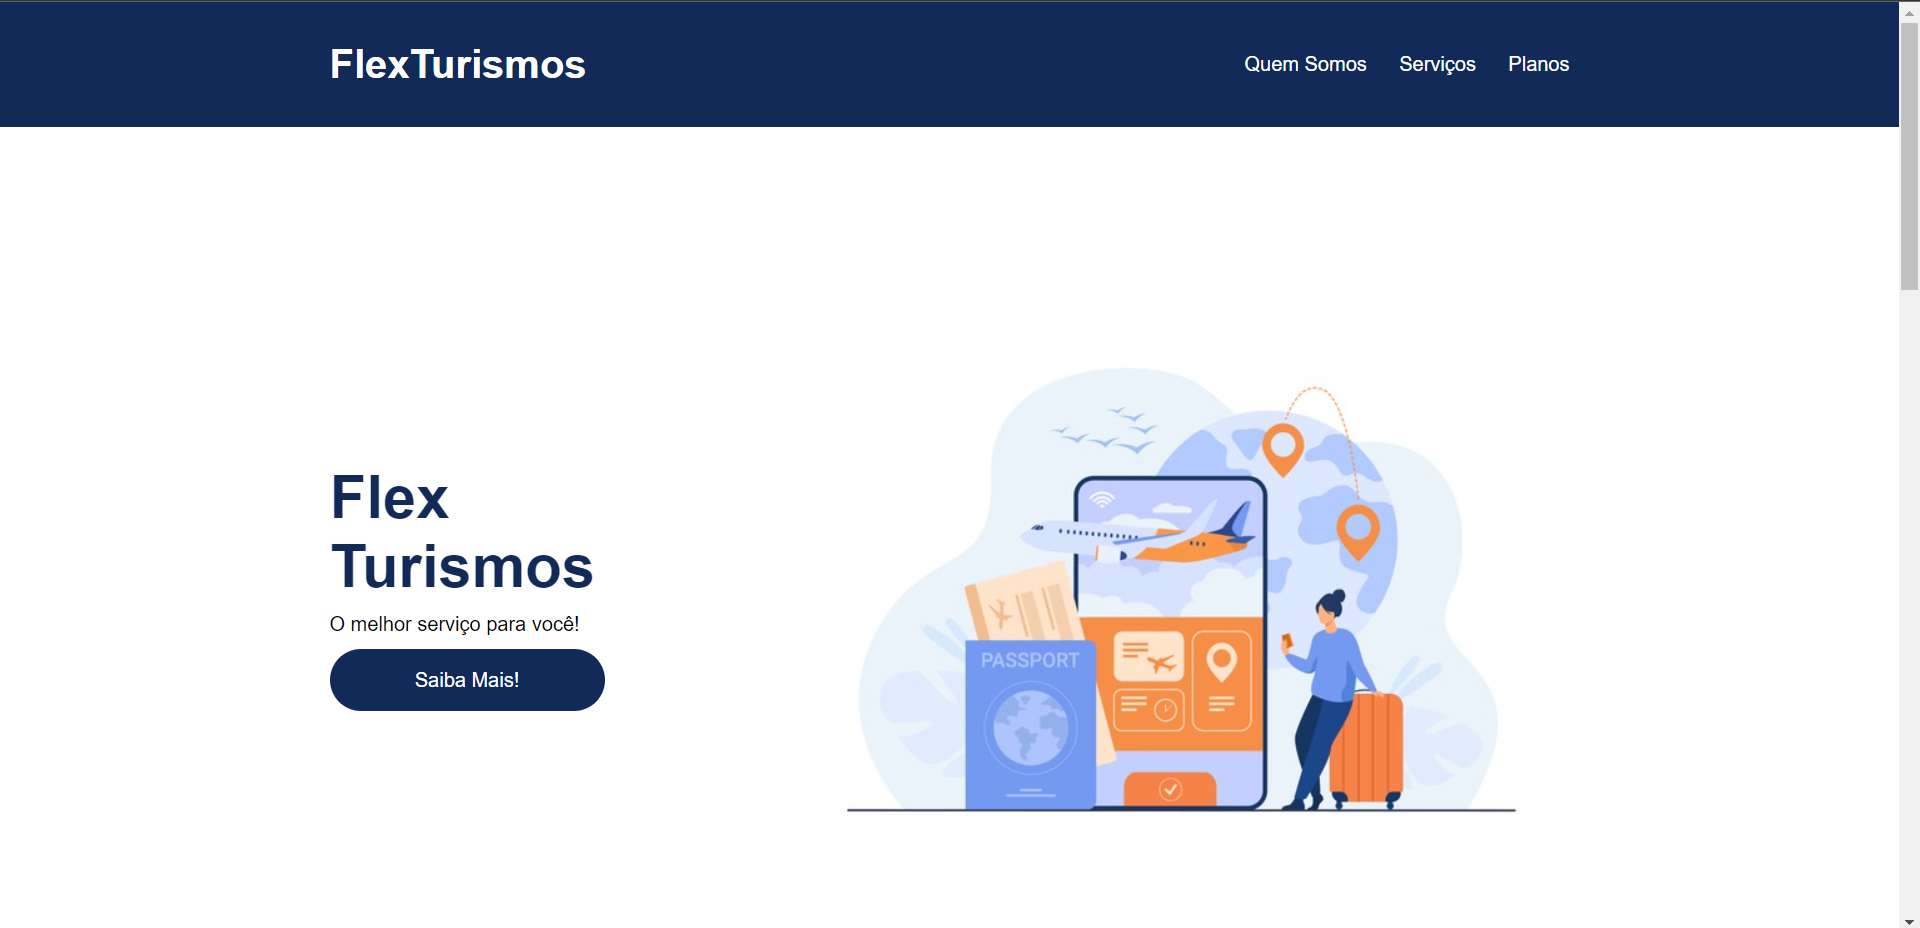 FlexTurismos
Quem Somos Serviços Planos
Flex
Turismos
O melhor serviço para você!
Saiba Mais!
PASSPORT